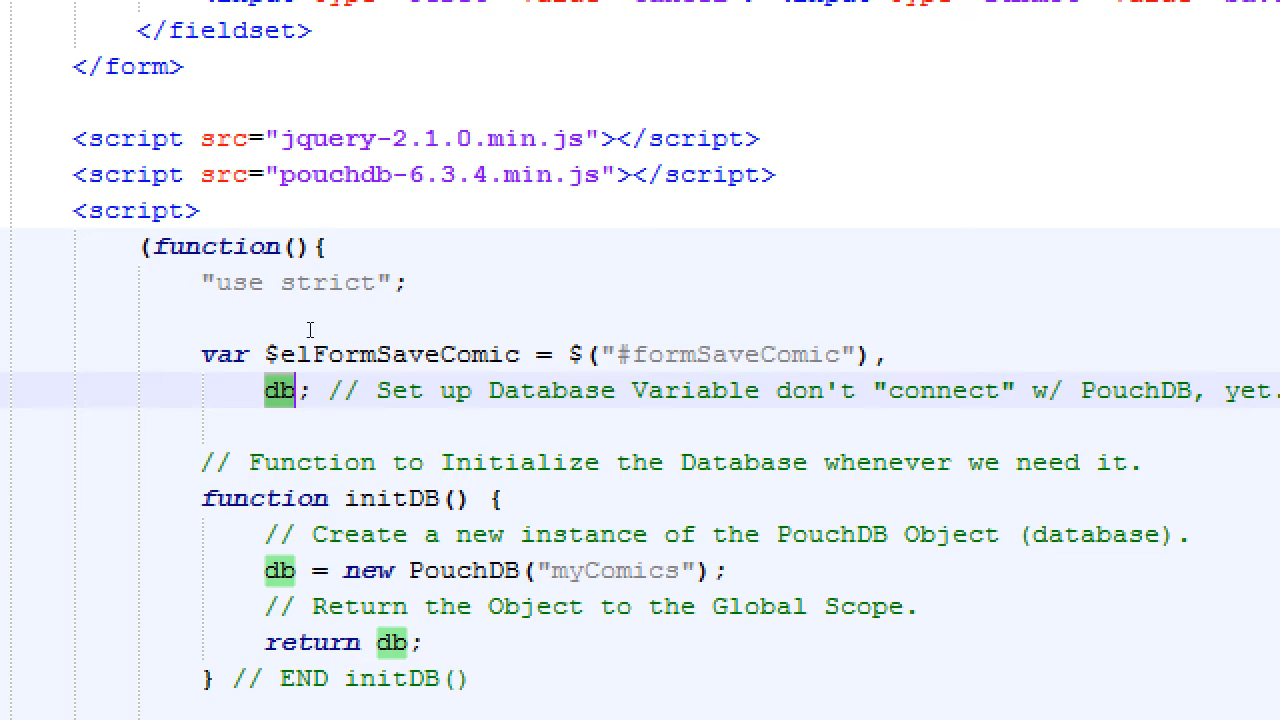 </fieldset>
</form>
<script src="jquery-2.1.0.min.js"></script>
<script src="pouchdb-6.3.4.min.js"></script>
<script>
(function(){
"use strict";
var $elFormSaveComic = $("#formSaveComic"),
db; // Set up Database Variable don't "connect" w/ PouchDB, yet.
// Function to Initialize the Database whenever we need it.
function initDB() {
// Create a new instance of the PouchDB Object (database).
db = new PouchDB("myComics");
// Return the Object to the Global Scope.
return db;
} // END initDB()